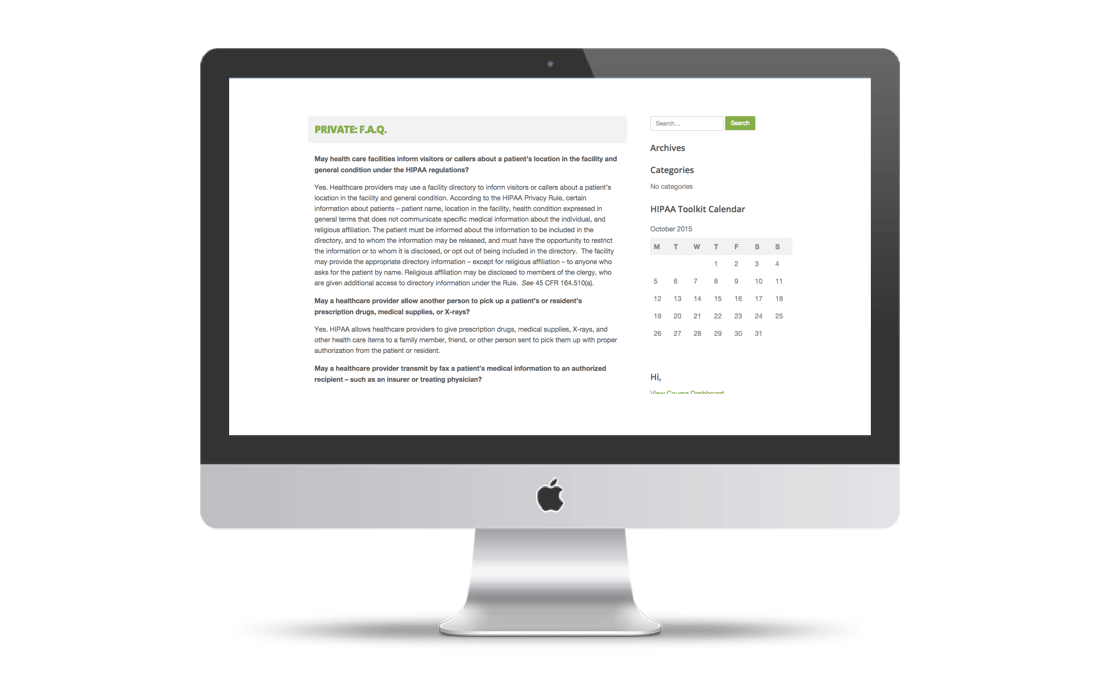 PRIVATE: F.A.Q.
May health care facilities inform visitors or callers about a patient's location in the facility and
general condition under the HIPAA regulations?
Yes. Healthcare providers may use a facility directory to inform visitors or callers about a patient's
location in the facility and general condition. According to the HIPAA Privacy Rule, certain
information about patients – patient name, location in the facility, health condition expressed in
general terms that does not communicate specific medical information about the individual, and
religious affiliation. The patient must be informed about the information to be included in the
directory, and to whom the information may be released, and must have the opportunity to restrict
the information or to whom it is disclosed, or opt out of being included in the directory.  The facility
may provide the appropriate directory information – except for religious affiliation – to anyone who
asks for the patient by name. Religious affiliation may be disclosed to members of the clergy, who
are given additional access to directory information under the Rule.  See 45 CFR 164.510(a).
May a healthcare provider allow another person to pick up a patient's or resident's
prescription drugs, medical supplies, or X-rays?
Yes. HIPAA allows healthcare providers to give prescription drugs, medical supplies, X-rays, and
other health care items to a family member, friend, or other person sent to pick them up with proper
authorization from the patient or resident.
May a healthcare provider transmit by fax a patient's medical information to an authorized
recipient – such as an insurer or treating physician?
Search... Search
Archives
Categories
No categories
HIPAA Toolkit Calendar
October 2015
M T W T F S S
1 2 3 4
5 6 7 8 9 10 11
12 13 14 15 16 17 18
19 20 21 22 23 24 25
26 27 28 29 30 31
Hi,
View Course Dashboard